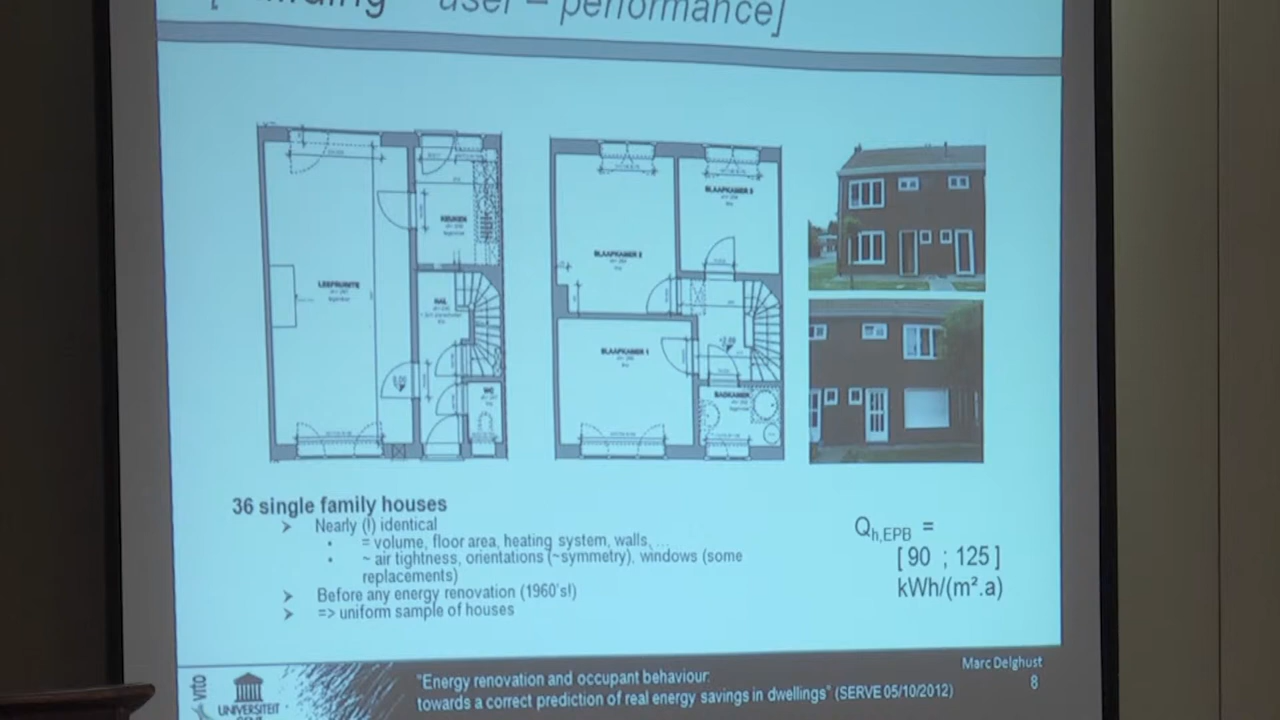 user – performance]
LEEFRUIMTE
KEUKEN
HAL
WC
SLAAPKAMER 2
SLAAPKAMER 3
SLAAPKAMER 1
BADKAMER
36 single family houses
➢ Nearly (!) identical
• = volume, floor area, heating system, walls, ...
• ~ air tightness, orientations (~symmetry), windows (some
replacements)
➢ Before any energy renovation (1960's!)
➢ => uniform sample of houses
Qh,EPB =
[ 90 ; 125 ]
kWh/(m².a)
vito
UNIVERSITEIT
"Energy renovation and occupant behaviour:
towards a correct prediction of real energy savings in dwellings" (SERVE 05/10/2012)
Marc Delghust
8